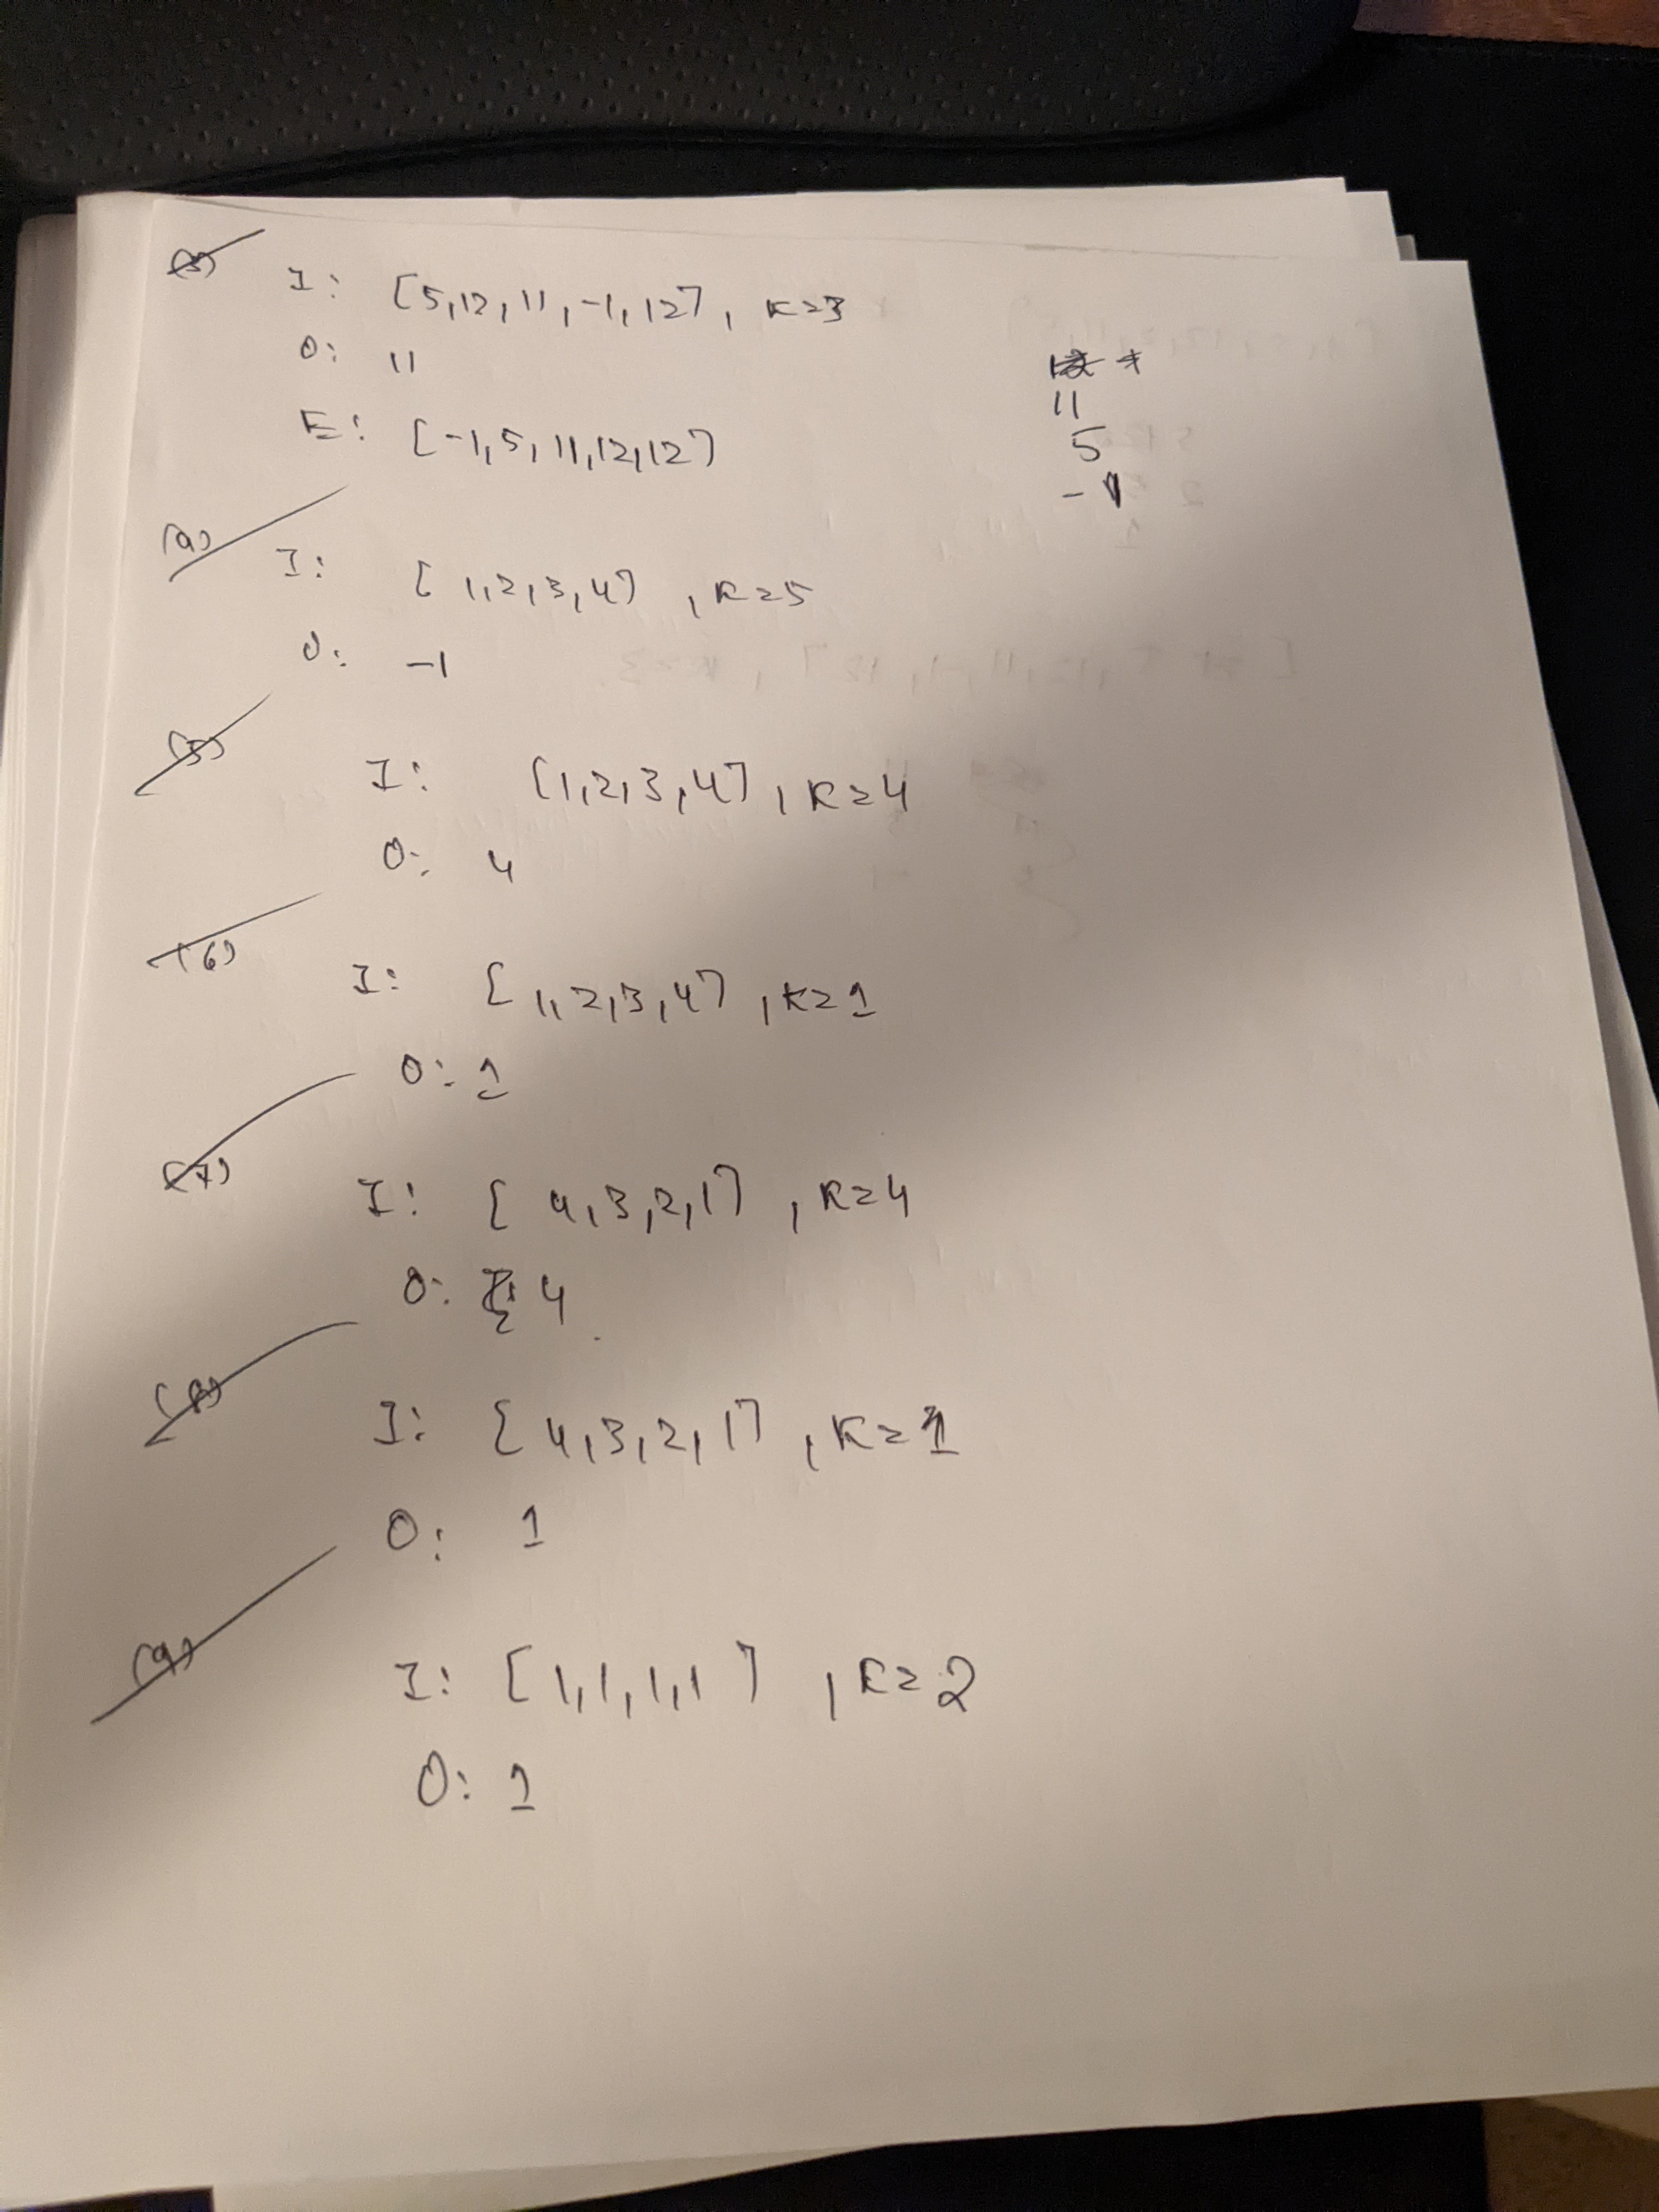 (3)
I: [5,12,11,-1,12], K=3
O: 11
E: [-1,5,11,12,12]
11
5
-1
(4)
I: [1,2,3,4], K=5
O: -1
(5)
I: [1,2,3,4], K=4
O: 4
(6)
I: [1,2,3,4], K=1
O: 1
(7)
I: [4,3,2,1], K=4
O: 4
(8)
I: [4,3,2,1], K=1
O: 1
(9)
I: [1,1,1,1], K=2
O: 1